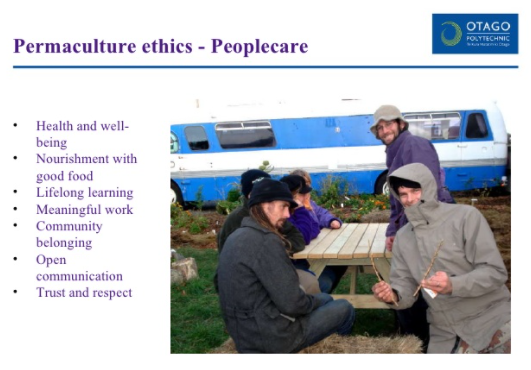 Permaculture ethics - Peoplecare
OTAGO
POLYTECHNIC
• Health and well-
being
• Nourishment with
good food
• Lifelong learning
• Meaningful work
• Community
belonging
• Open
communication
• Trust and respect